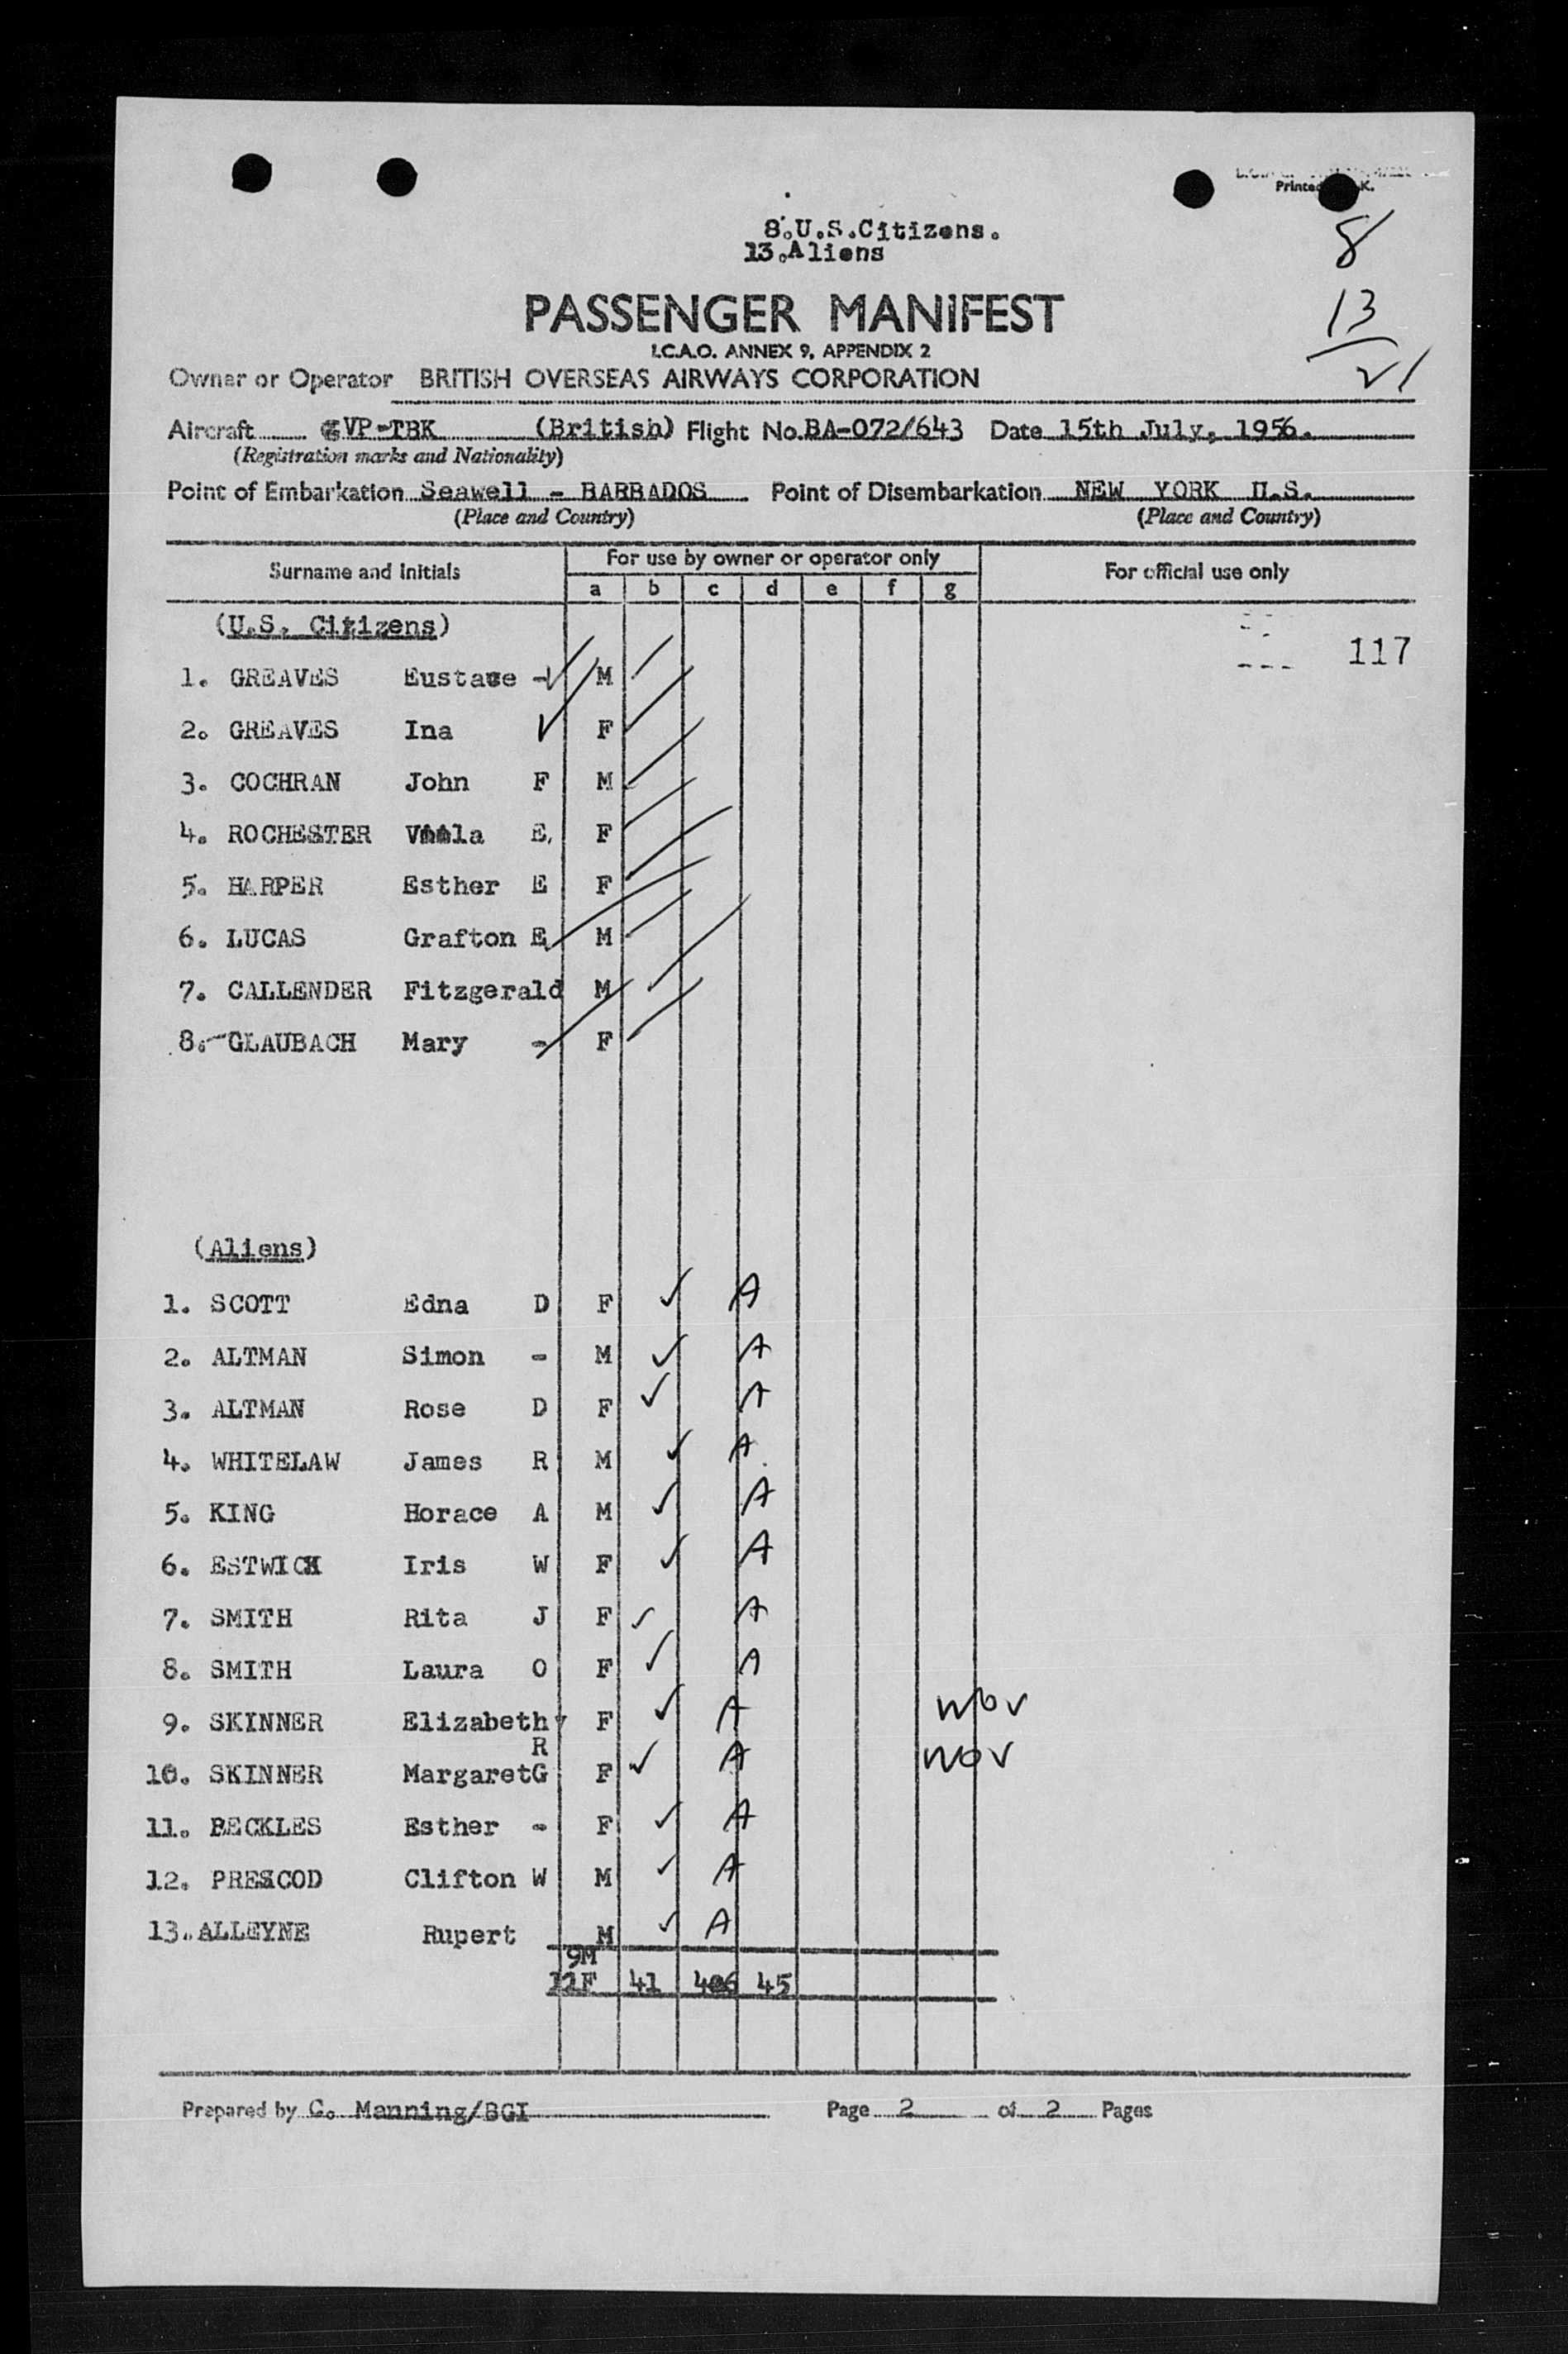 Printed K.
8.U.S.Citizens.
13.Aliens
8
13
21
PASSENGER MANIFEST
I.C.A.O. ANNEX 9, APPENDIX 2
Owner or Operator BRITISH OVERSEAS AIRWAYS CORPORATION
Aircraft VP-TBK (British) Flight No. BA-072/643 Date 15th July, 1956.
(Registration marks and Nationality)
Point of Embarkation Seawell - BARBADOS Point of Disembarkation NEW YORK U.S.
(Place and Country) (Place and Country)
Surname and Initials For use by owner or operator only For official use only
a b c d e f g
(U.S. Citizens)
117
1. GREAVES Eustace - M
2. GREAVES Ina F
3. COCHRAN John F M
4. ROCHESTER E. F
5. HARPER Esther E F
6. LUCAS Grafton E M
7. CALLENDER Fitzgerald M
8. GLAUBACH Mary - F
(Aliens)
1. SCOTT Edna D F ✓ A
2. ALTMAN Simon - M ✓ A
3. ALTMAN Rose D F ✓ A
4. WHITELAW James R M ✓ A
5. KING Horace A M ✓ A
6. ESTWICK Iris W F ✓ A
7. SMITH Rita J F ✓ A
8. SMITH Laura O F ✓ A
9. SKINNER Elizabeth F ✓ A NOV
R
10. SKINNER Margaret G F ✓ A NOV
11. BECKLES Esther - F ✓ A
12. PRESCOD Clifton W M ✓ A
13. ALLEYNE Rupert M ✓ A
9M
12F 41 406 45
Prepared by C. Manning/BGI Page 2 of 2 Pages